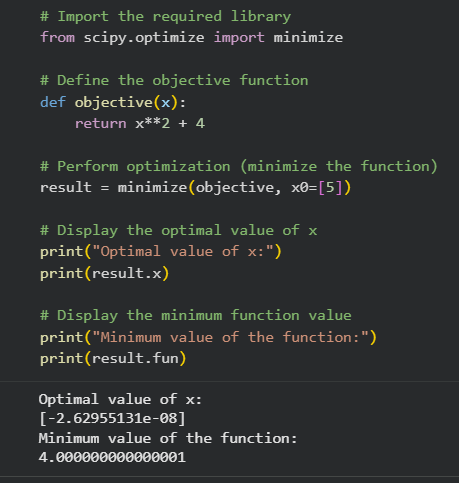 # Import the required library
from scipy.optimize import minimize
# Define the objective function
def objective(x):
    return x**2 + 4
# Perform optimization (minimize the function)
result = minimize(objective, x0=[5])
# Display the optimal value of x
print("Optimal value of x:")
print(result.x)
# Display the minimum function value
print("Minimum value of the function:")
print(result.fun)
Optimal value of x:
[-2.62955131e-08]
Minimum value of the function:
4.000000000000001